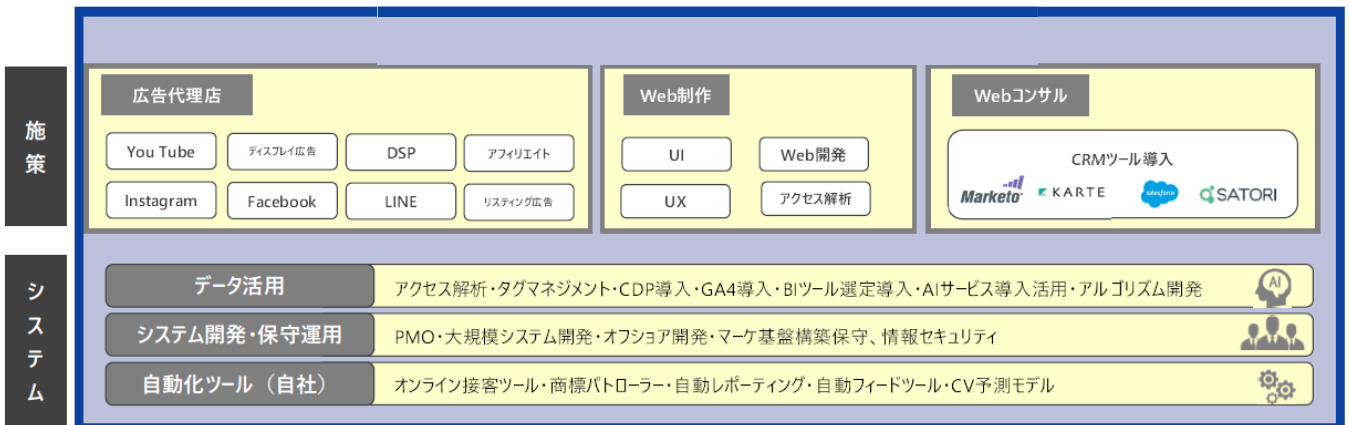 施策
広告代理店
You Tube
ディスプレイ広告
DSP
アフィリエイト
Instagram
Facebook
LINE
リスティング広告
Web制作
UI
Web開発
UX
アクセス解析
Webコンサル
CRMツール導入
Marketo
KARTE
salesforce
SATORI
システム
データ活用
アクセス解析・タグマネジメント・CDP導入・GA4導入・BIツール選定導入・AIサービス導入活用・アルゴリズム開発
AI
システム開発・保守運用
PMO・大規模システム開発・オフショア開発・マーケ基盤構築保守、情報セキュリティ
自動化ツール（自社）
オンライン接客ツール・商標パトローラー・自動レポーティング・自動フィードツール・CV予測モデル